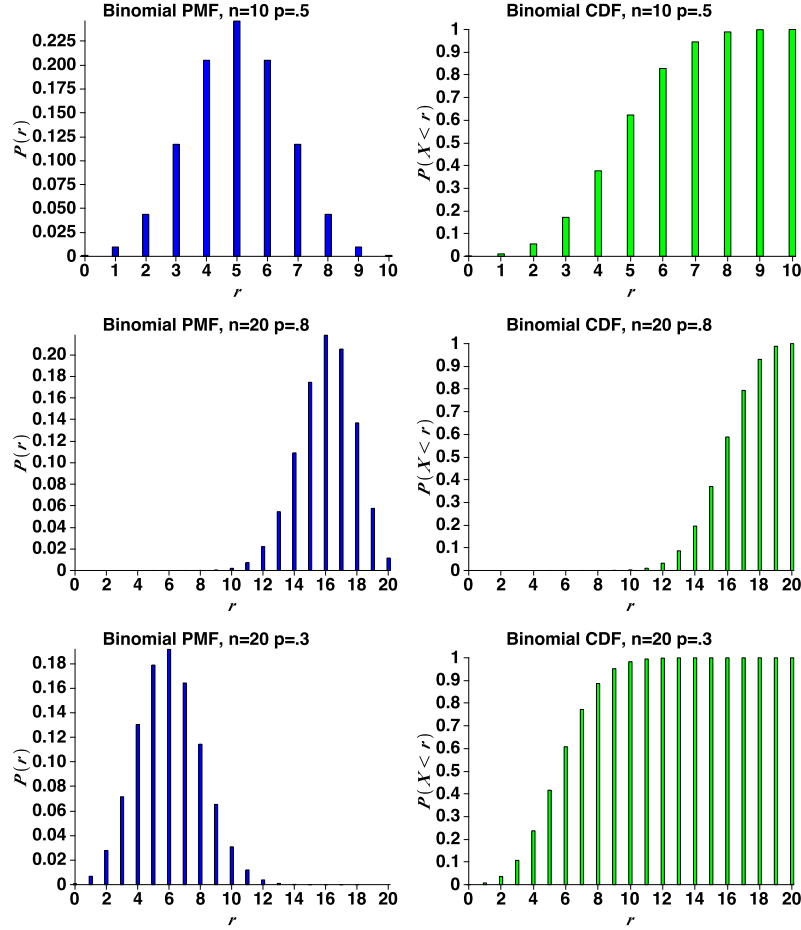 Binomial PMF, n=10 p=.5
P(r)
0.225
0.200
0.175
0.150
0.125
0.100
0.075
0.050
0.025
0
0 1 2 3 4 5 6 7 8 9 10
r
Binomial CDF, n=10 p=.5
P(X < r)
1
0.9
0.8
0.7
0.6
0.5
0.4
0.3
0.2
0.1
0
0 1 2 3 4 5 6 7 8 9 10
r
Binomial PMF, n=20 p=.8
P(r)
0.20
0.18
0.16
0.14
0.12
0.10
0.08
0.06
0.04
0.02
0
0 2 4 6 8 10 12 14 16 18 20
r
Binomial CDF, n=20 p=.8
P(X < r)
1
0.9
0.8
0.7
0.6
0.5
0.4
0.3
0.2
0.1
0
0 2 4 6 8 10 12 14 16 18 20
r
Binomial PMF, n=20 p=.3
P(r)
0.18
0.16
0.14
0.12
0.10
0.08
0.06
0.04
0.02
0
0 2 4 6 8 10 12 14 16 18 20
r
Binomial CDF, n=20 p=.3
P(X < r)
1
0.9
0.8
0.7
0.6
0.5
0.4
0.3
0.2
0.1
0
0 2 4 6 8 10 12 14 16 18 20
r